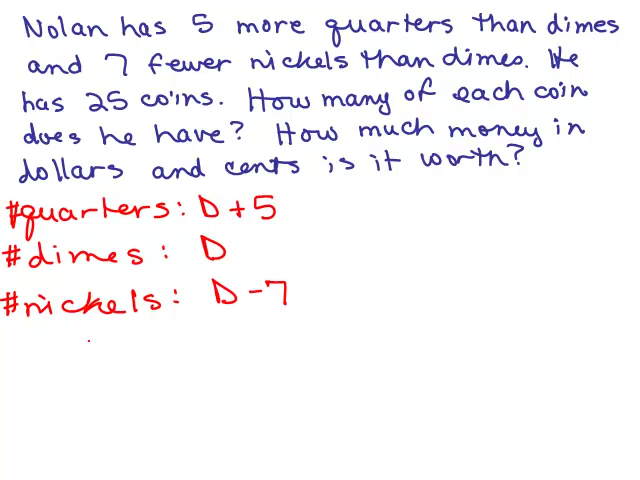 Nolan has 5 more quarters than dimes
and 7 fewer nickels than dimes. He
has 25 coins. How many of each coin
does he have? How much money in
dollars and cents is it worth?
#quarters: D+5
#dimes: D
#nickels: D-7